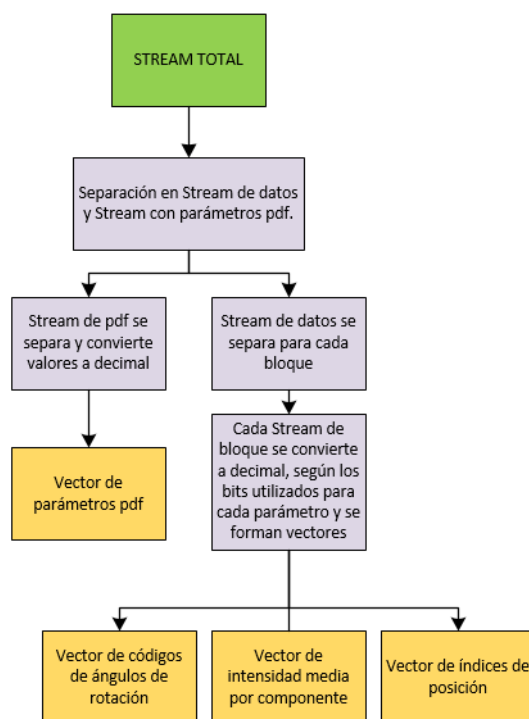 STREAM TOTAL
Separación en Stream de datos
y Stream con parámetros pdf.
Stream de pdf se
separa y convierte
valores a decimal
Stream de datos se
separa para cada
bloque
Vector de
parámetros pdf
Cada Stream de
bloque se convierte
a decimal, según los
bits utilizados para
cada parámetro y se
forman vectores
Vector de códigos
de ángulos de
rotación
Vector de
intensidad media
por componente
Vector de índices de
posición